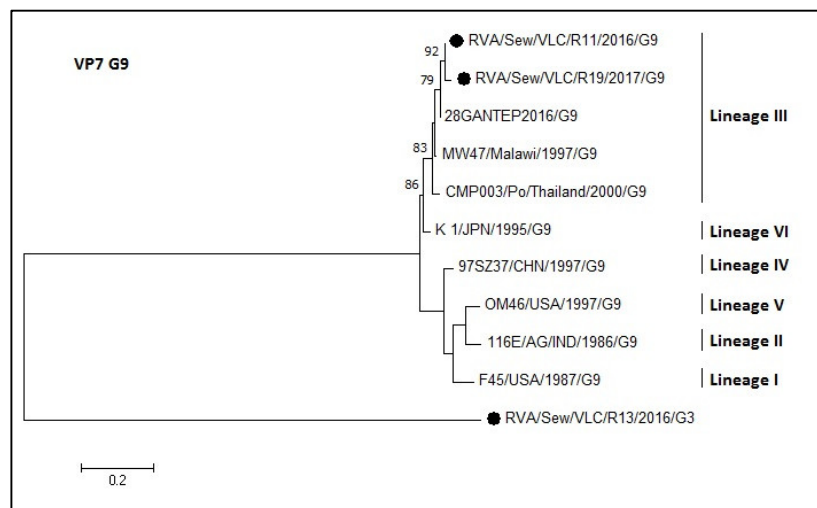 VP7 G9
92
RVA/Sew/VLC/R11/2016/G9
79
RVA/Sew/VLC/R19/2017/G9
28GANTEP2016/G9
Lineage III
83
MW47/Malawi/1997/G9
86
CMP003/Po/Thailand/2000/G9
K 1/JPN/1995/G9
Lineage VI
97SZ37/CHN/1997/G9
Lineage IV
OM46/USA/1997/G9
Lineage V
116E/AG/IND/1986/G9
Lineage II
F45/USA/1987/G9
Lineage I
RVA/Sew/VLC/R13/2016/G3
0.2